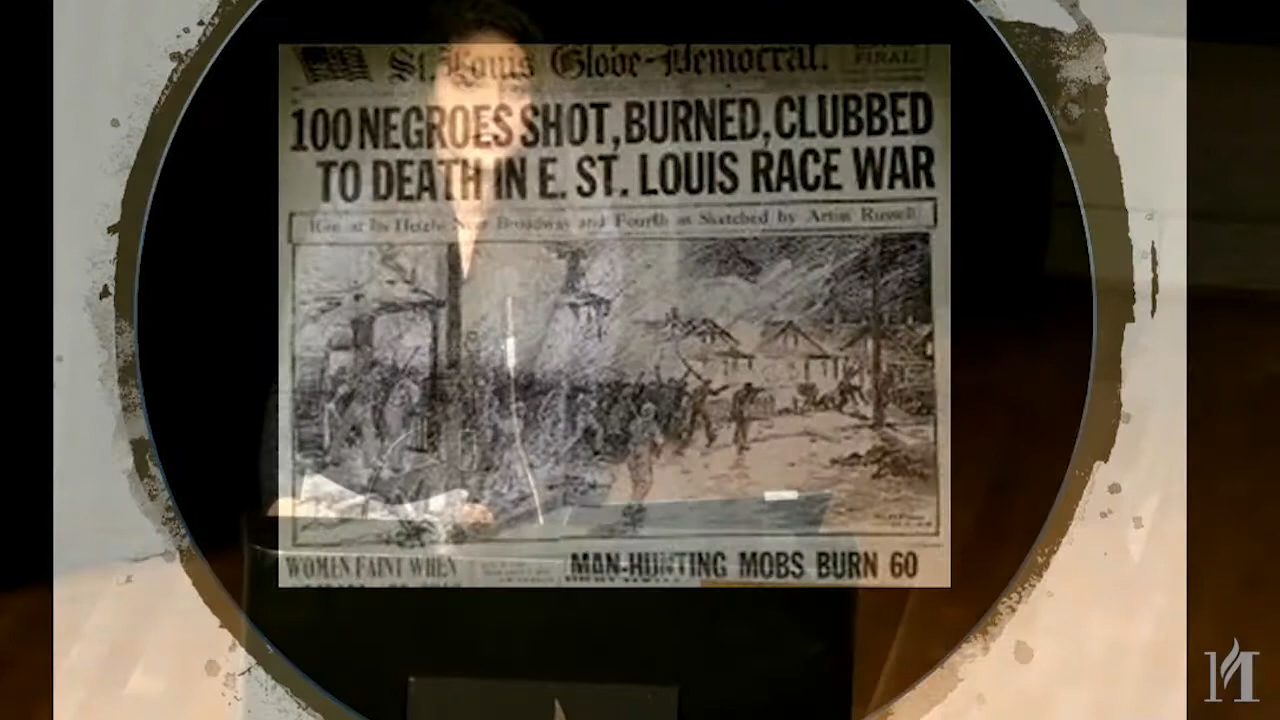 St. Louis Globe-Democrat.
FINAL
100 NEGROES SHOT, BURNED, CLUBBED
TO DEATH IN E. ST. LOUIS RACE WAR
Riot at Its Height Near Broadway and Fourth as Sketched by Artist Russell
WOMEN FAINT WHEN
MAN-HUNTING MOBS BURN 60